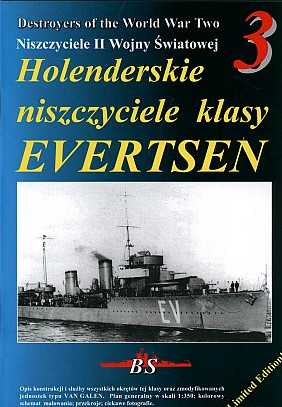 Destroyers of the World War Two
Niszczyciele II Wojny Światowej
3
Holenderskie
niszczyciele klasy
EVERTSEN
EV
BS
Opis konstrukcji i służby wszystkich okrętów tej klasy oraz zmodyfikowanych
jednostek typu VAN GALEN. Plan generalny w skali 1:350; kolorowy
schemat malowania; przekroje; ciekawe fotografie.
Limited Edition!